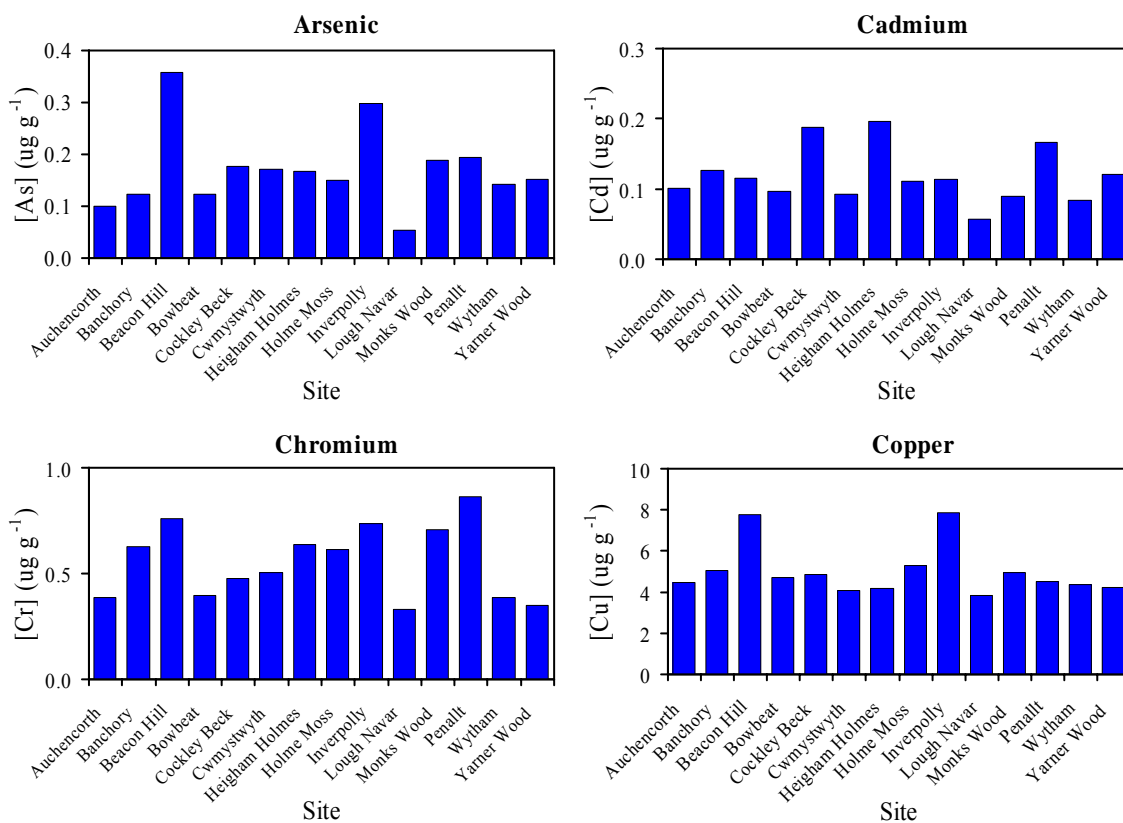 Arsenic
[As] (ug g⁻¹)
0.4
0.3
0.2
0.1
0.0
Auchencorth
Banchory
Beacon Hill
Bowbeat
Cockley Beck
Cwmystwyth
Heigham Holmes
Holme Moss
Inverpolly
Lough Navar
Monks Wood
Penallt
Wytham
Yarner Wood
Site
Cadmium
[Cd] (ug g⁻¹)
0.3
0.2
0.1
0.0
Auchencorth
Banchory
Beacon Hill
Bowbeat
Cockley Beck
Cwmystwyth
Heigham Holmes
Holme Moss
Inverpolly
Lough Navar
Monks Wood
Penallt
Wytham
Yarner Wood
Site
Chromium
[Cr] (ug g⁻¹)
1.0
0.5
0.0
Auchencorth
Banchory
Beacon Hill
Bowbeat
Cockley Beck
Cwmystwyth
Heigham Holmes
Holme Moss
Inverpolly
Lough Navar
Monks Wood
Penallt
Wytham
Yarner Wood
Site
Copper
[Cu] (ug g⁻¹)
10
8
6
4
2
0
Auchencorth
Banchory
Beacon Hill
Bowbeat
Cockley Beck
Cwmystwyth
Heigham Holmes
Holme Moss
Inverpolly
Lough Navar
Monks Wood
Penallt
Wytham
Yarner Wood
Site